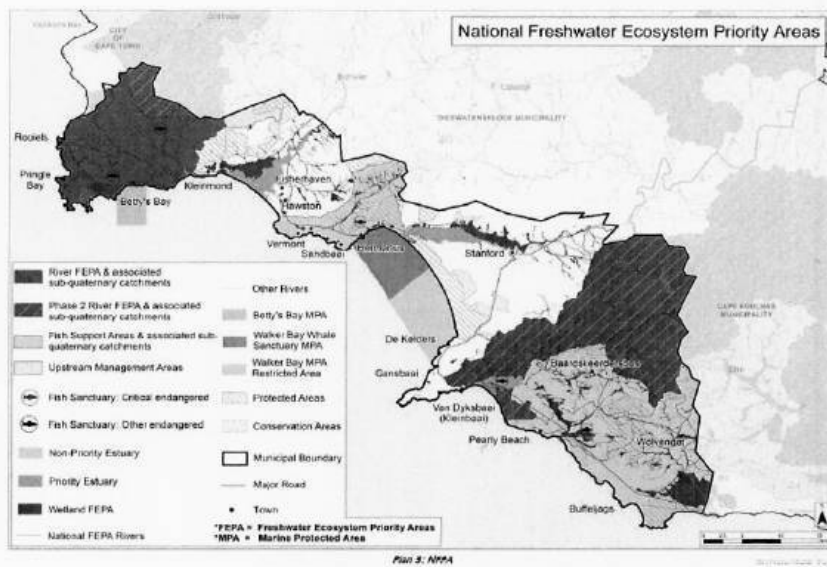 National Freshwater Ecosystem Priority Areas
CITY
OF
CAPE TOWN
THEEWATERSKLOOF MUNICIPALITY
CAPE AGULHAS
MUNICIPALITY
Rooiels
Pringle
Bay
Betty's Bay
Kleinmond
Fisherhaven
Hawston
Vermont
Sandbaai
Hermanus
Stanford
De Kelders
Gansbaai
Van Dyksbaai
(Kleinbaai)
Baardskeerdersbos
Pearly Beach
Wolvengat
Buffeljags
River FEPA & associated
sub-quaternary catchments
Phase 2 River FEPA & associated
sub-quaternary catchments
Fish Support Areas & associated sub-
quaternary catchments
Upstream Management Areas
Fish Sanctuary: Critical endangered
Fish Sanctuary: Other endangered
Non-Priority Estuary
Priority Estuary
Wetland FEPA
National FEPA Rivers
Other Rivers
Betty's Bay MPA
Walker Bay Whale
Sanctuary MPA
Walker Bay MPA
Restricted Area
Protected Areas
Conservation Areas
Municipal Boundary
Major Road
Town
*FEPA = Freshwater Ecosystem Priority Areas
*MPA = Marine Protected Area
Plan 5: NFPA